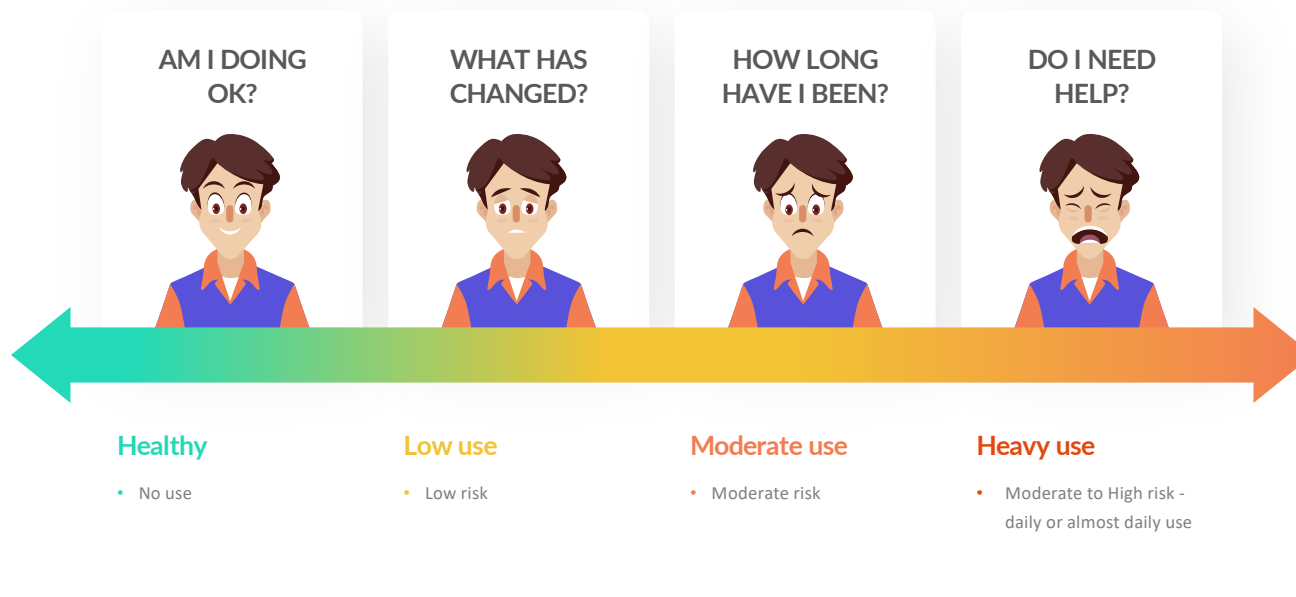 AM I DOING
OK?
WHAT HAS
CHANGED?
HOW LONG
HAVE I BEEN?
DO I NEED
HELP?
Healthy
• No use
Low use
• Low risk
Moderate use
• Moderate risk
Heavy use
• Moderate to High risk -
daily or almost daily use